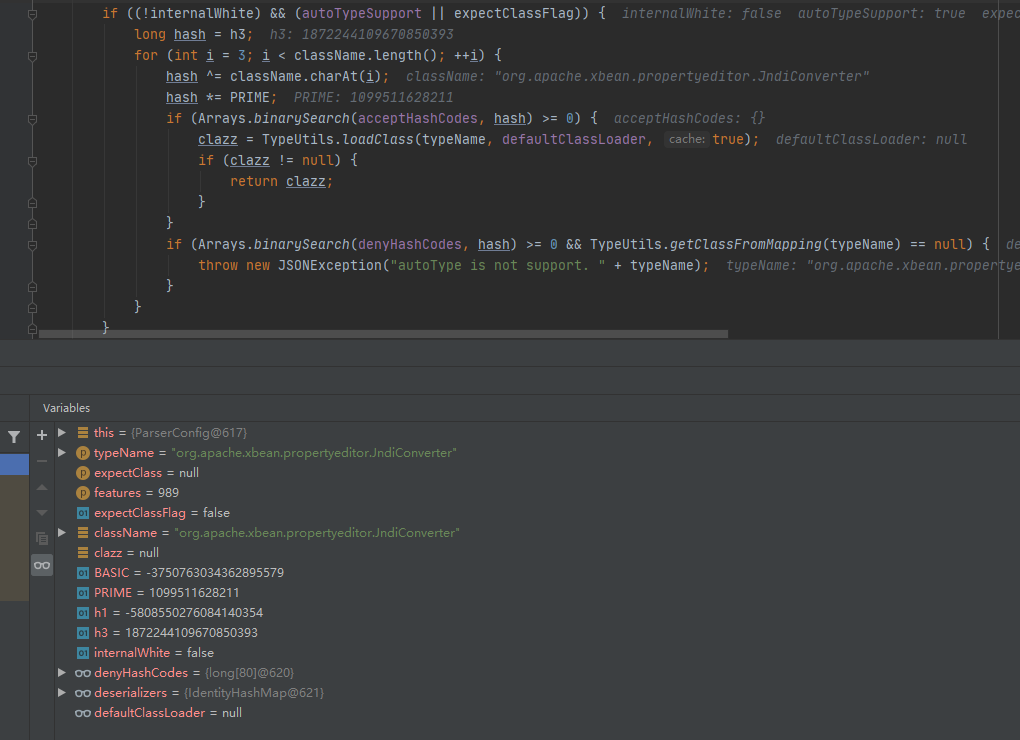 if ((!internalWhite) && (autoTypeSupport || expectClassFlag)) { internalWhite: false autoTypeSupport: true expec
long hash = h3; h3: 1872244109670850393
for (int i = 3; i < className.length(); ++i) {
hash ^= className.charAt(i); className: "org.apache.xbean.propertyeditor.JndiConverter"
hash *= PRIME; PRIME: 1099511628211
if (Arrays.binarySearch(acceptHashCodes, hash) >= 0) { acceptHashCodes: {}
clazz = TypeUtils.loadClass(typeName, defaultClassLoader, cache: true); defaultClassLoader: null
if (clazz != null) {
return clazz;
}
}
if (Arrays.binarySearch(denyHashCodes, hash) >= 0 && TypeUtils.getClassFromMapping(typeName) == null) { de
throw new JSONException("autoType is not support. " + typeName); typeName: "org.apache.xbean.propertye
}
}
}
Variables
this = {ParserConfig@617}
typeName = "org.apache.xbean.propertyeditor.JndiConverter"
expectClass = null
features = 989
expectClassFlag = false
className = "org.apache.xbean.propertyeditor.JndiConverter"
clazz = null
BASIC = -3750763034362895579
PRIME = 1099511628211
h1 = -5808550276084140354
h3 = 1872244109670850393
internalWhite = false
denyHashCodes = {long[80]@620}
deserializers = {IdentityHashMap@621}
defaultClassLoader = null